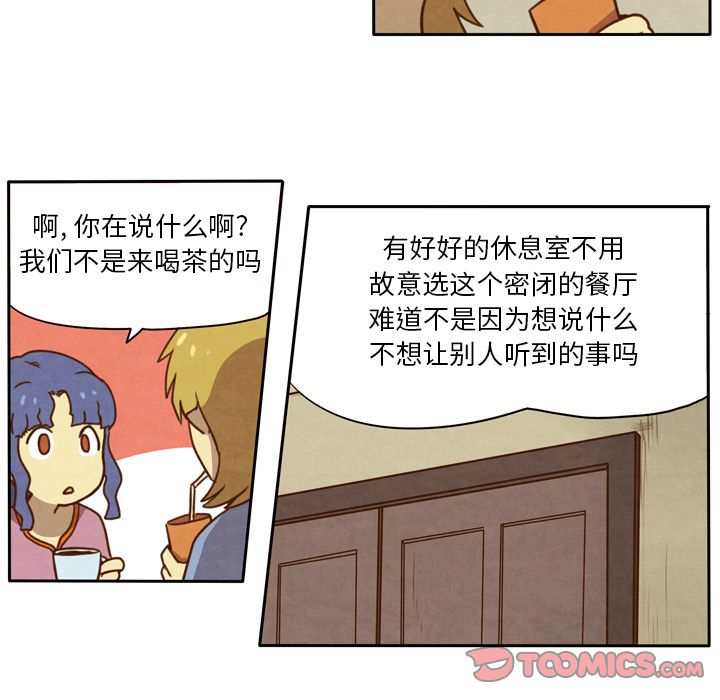 啊, 你在说什么啊?
我们不是来喝茶的吗
有好好的休息室不用
故意选这个密闭的餐厅
难道不是因为想说什么
不想让别人听到的事吗
TOOMICS.COM